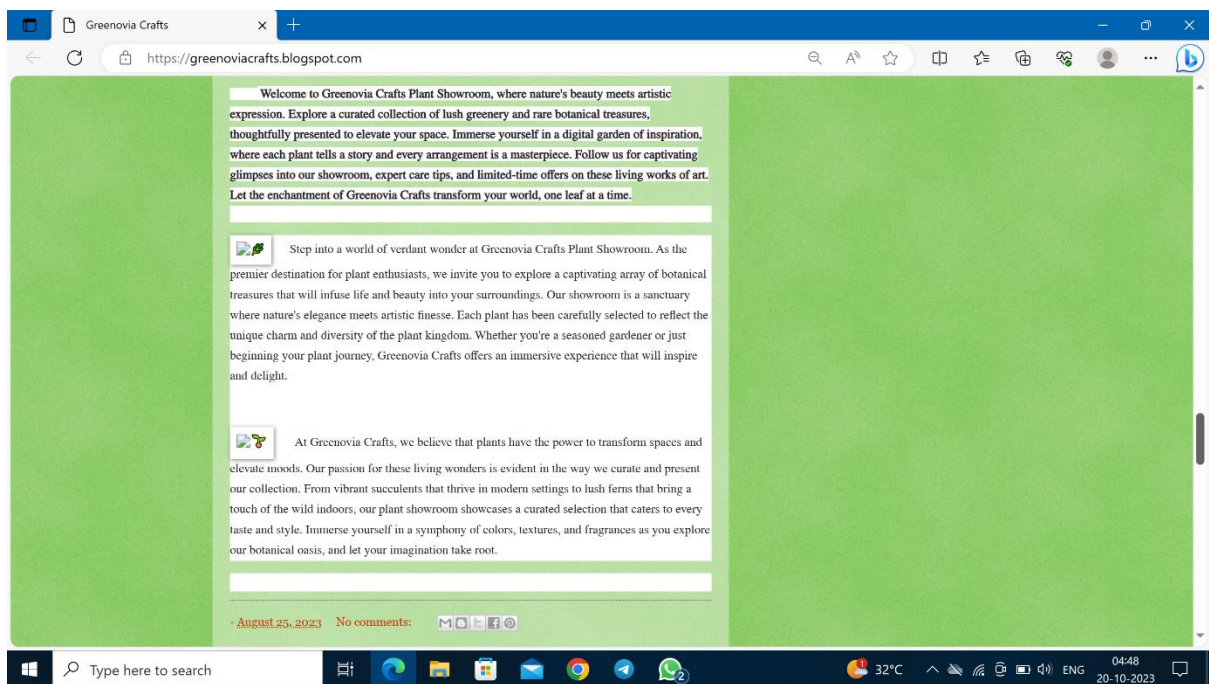 Greenovia Crafts
https://greenoviacrafts.blogspot.com
Welcome to Greenovia Crafts Plant Showroom, where nature's beauty meets artistic
expression. Explore a curated collection of lush greenery and rare botanical treasures,
thoughtfully presented to elevate your space. Immerse yourself in a digital garden of inspiration,
where each plant tells a story and every arrangement is a masterpiece. Follow us for captivating
glimpses into our showroom, expert care tips, and limited-time offers on these living works of art.
Let the enchantment of Greenovia Crafts transform your world, one leaf at a time.
Step into a world of verdant wonder at Greenovia Crafts Plant Showroom. As the
premier destination for plant enthusiasts, we invite you to explore a captivating array of botanical
treasures that will infuse life and beauty into your surroundings. Our showroom is a sanctuary
where nature's elegance meets artistic finesse. Each plant has been carefully selected to reflect the
unique charm and diversity of the plant kingdom. Whether you're a seasoned gardener or just
beginning your plant journey, Greenovia Crafts offers an immersive experience that will inspire
and delight.
At Greenovia Crafts, we believe that plants have the power to transform spaces and
elevate moods. Our passion for these living wonders is evident in the way we curate and present
our collection. From vibrant succulents that thrive in modern settings to lush ferns that bring a
touch of the wild indoors, our plant showroom showcases a curated selection that caters to every
taste and style. Immerse yourself in a symphony of colors, textures, and fragrances as you explore
our botanical oasis, and let your imagination take root.
- August 25, 2023 No comments:
Type here to search
2
1
32°C
ENG
04:48
20-10-2023